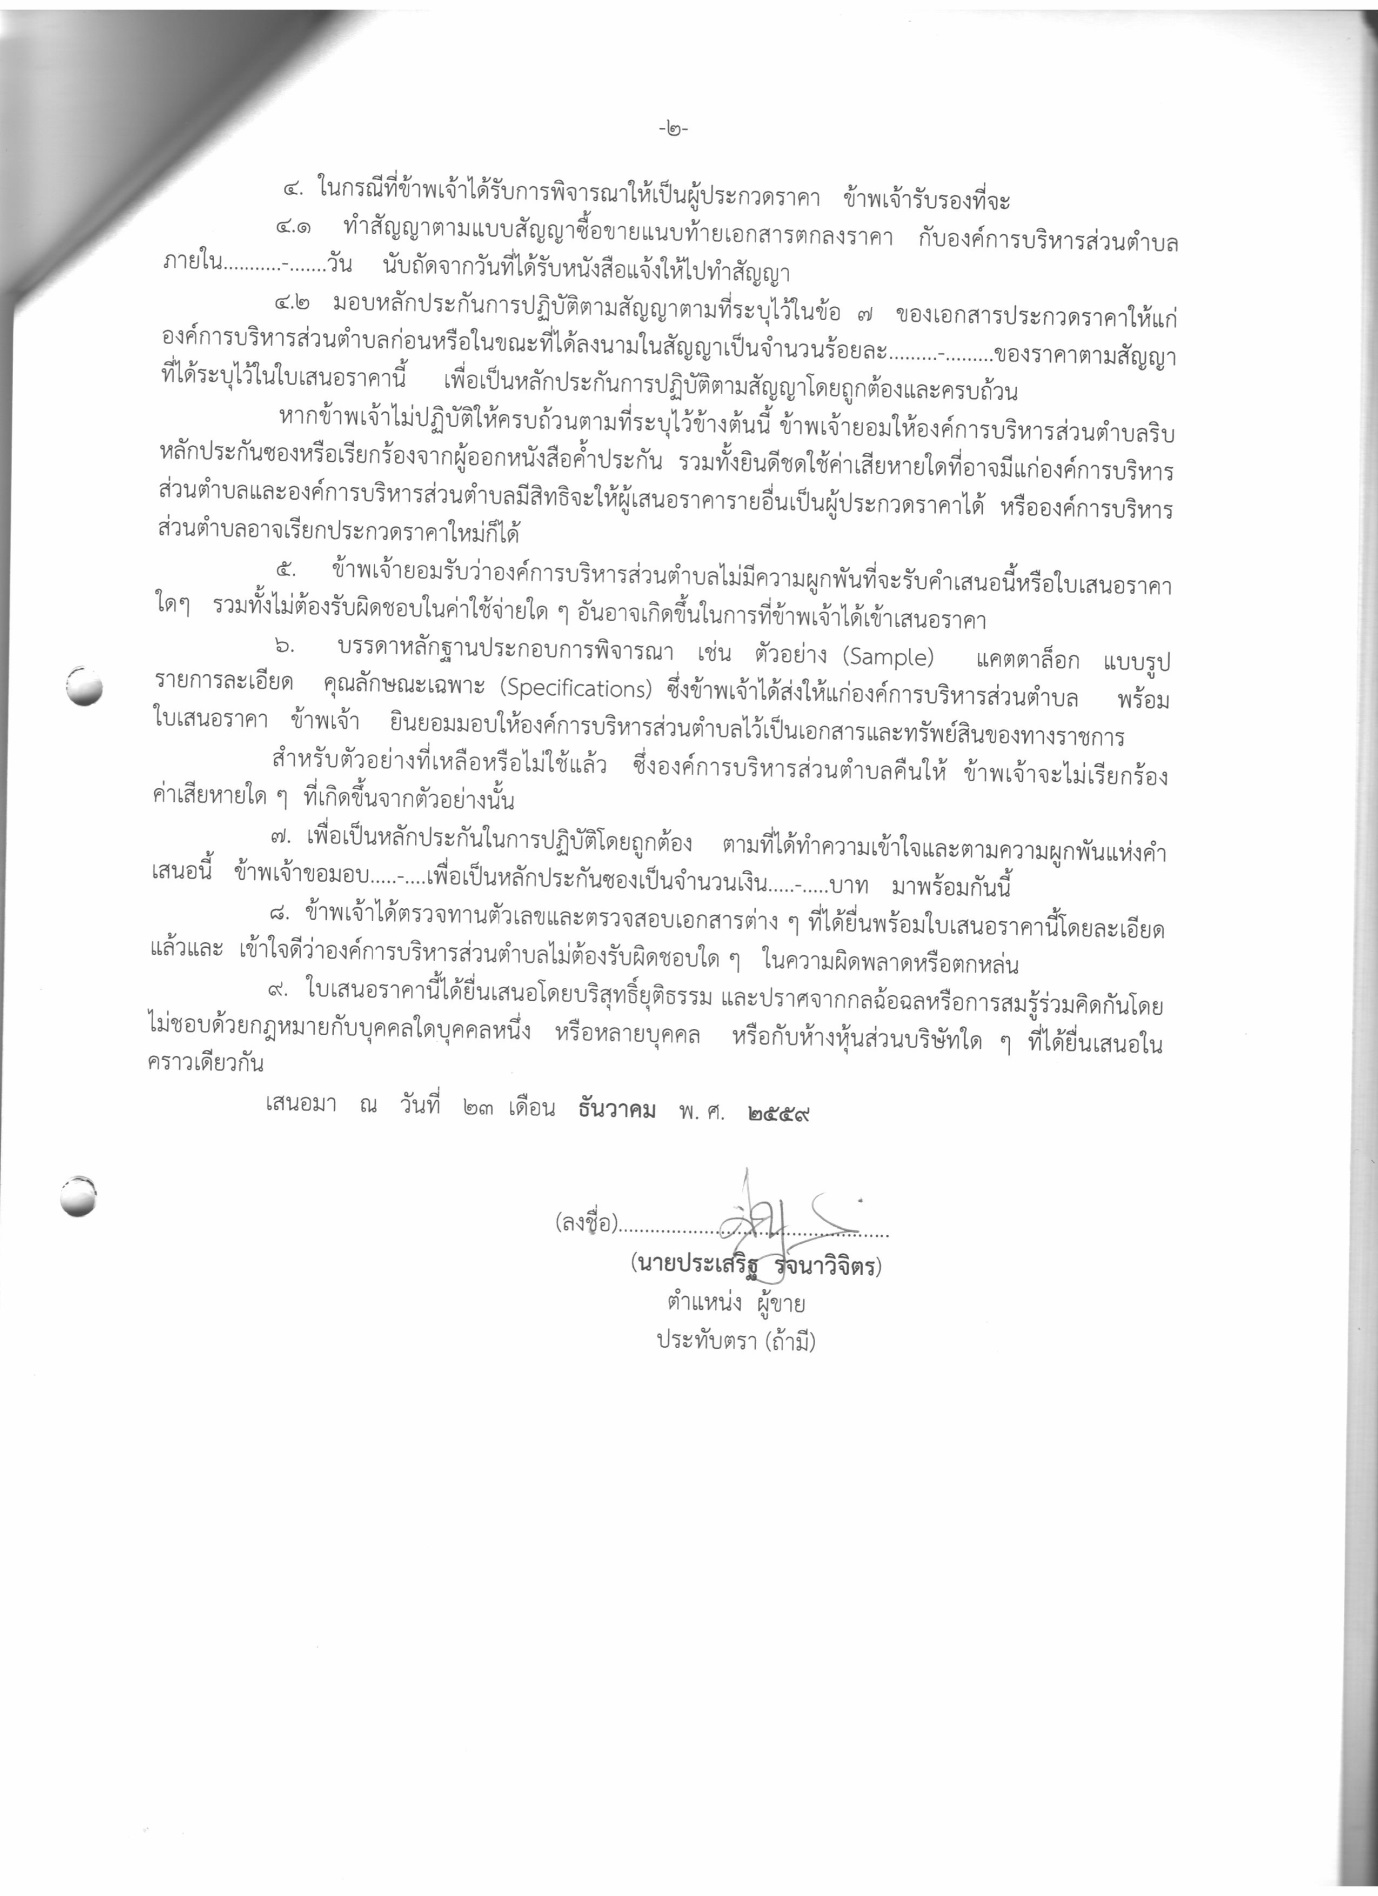 -๒-
๔. ในกรณีที่ข้าพเจ้าได้รับการพิจารณาให้เป็นผู้ประกวดราคา ข้าพเจ้ารับรองที่จะ
๔.๑ ทำสัญญาตามแบบสัญญาซื้อขายแนบท้ายเอกสารตกลงราคา กับองค์การบริหารส่วนตำบล
ภายใน...........-.......วัน นับถัดจากวันที่ได้รับหนังสือแจ้งให้ไปทำสัญญา
๔.๒ มอบหลักประกันการปฏิบัติตามสัญญาตามที่ระบุไว้ในข้อ ๗ ของเอกสารประกวดราคาให้แก่
องค์การบริหารส่วนตำบลก่อนหรือในขณะที่ได้ลงนามในสัญญาเป็นจำนวนร้อยละ.........-.........ของราคาตามสัญญา
ที่ได้ระบุไว้ในใบเสนอราคานี้ เพื่อเป็นหลักประกันการปฏิบัติตามสัญญาโดยถูกต้องและครบถ้วน
หากข้าพเจ้าไม่ปฏิบัติให้ครบถ้วนตามที่ระบุไว้ข้างต้นนี้ ข้าพเจ้ายอมให้องค์การบริหารส่วนตำบลริบ
หลักประกันซองหรือเรียกร้องจากผู้ออกหนังสือค้ำประกัน รวมทั้งยินดีชดใช้ค่าเสียหายใดที่อาจมีแก่องค์การบริหาร
ส่วนตำบลและองค์การบริหารส่วนตำบลมีสิทธิจะให้ผู้เสนอราคารายอื่นเป็นผู้ประกวดราคาได้ หรือองค์การบริหาร
ส่วนตำบลอาจเรียกประกวดราคาใหม่ก็ได้
๕. ข้าพเจ้ายอมรับว่าองค์การบริหารส่วนตำบลไม่มีความผูกพันที่จะรับคำเสนอนี้หรือใบเสนอราคา
ใดๆ รวมทั้งไม่ต้องรับผิดชอบในค่าใช้จ่ายใด ๆ อันอาจเกิดขึ้นในการที่ข้าพเจ้าได้เข้าเสนอราคา
๖. บรรดาหลักฐานประกอบการพิจารณา เช่น ตัวอย่าง (Sample) แคตตาล็อก แบบรูป
รายการละเอียด คุณลักษณะเฉพาะ (Specifications) ซึ่งข้าพเจ้าได้ส่งให้แก่องค์การบริหารส่วนตำบล พร้อม
ใบเสนอราคา ข้าพเจ้า ยินยอมมอบให้องค์การบริหารส่วนตำบลไว้เป็นเอกสารและทรัพย์สินของทางราชการ
สำหรับตัวอย่างที่เหลือหรือไม่ใช้แล้ว ซึ่งองค์การบริหารส่วนตำบลคืนให้ ข้าพเจ้าจะไม่เรียกร้อง
ค่าเสียหายใด ๆ ที่เกิดขึ้นจากตัวอย่างนั้น
๗. เพื่อเป็นหลักประกันในการปฏิบัติโดยถูกต้อง ตามที่ได้ทำความเข้าใจและตามความผูกพันแห่งคำ
เสนอนี้ ข้าพเจ้าขอมอบ.....-....เพื่อเป็นหลักประกันซองเป็นจำนวนเงิน.....-.....บาท มาพร้อมกันนี้
๘. ข้าพเจ้าได้ตรวจทานตัวเลขและตรวจสอบเอกสารต่าง ๆ ที่ได้ยื่นพร้อมใบเสนอราคานี้โดยละเอียด
แล้วและ เข้าใจดีว่าองค์การบริหารส่วนตำบลไม่ต้องรับผิดชอบใด ๆ ในความผิดพลาดหรือตกหล่น
๙. ใบเสนอราคานี้ได้ยื่นเสนอโดยบริสุทธิ์ยุติธรรม และปราศจากกลฉ้อฉลหรือการสมรู้ร่วมคิดกันโดย
ไม่ชอบด้วยกฎหมายกับบุคคลใดบุคคลหนึ่ง หรือหลายบุคคล หรือกับห้างหุ้นส่วนบริษัทใด ๆ ที่ได้ยื่นเสนอใน
คราวเดียวกัน
เสนอมา ณ วันที่ ๒๓ เดือน ธันวาคม พ. ศ. ๒๕๕๙
(ลงชื่อ)..................................................
(นายประเสริฐ รจนาวิจิตร)
ตำแหน่ง ผู้ขาย
ประทับตรา (ถ้ามี)